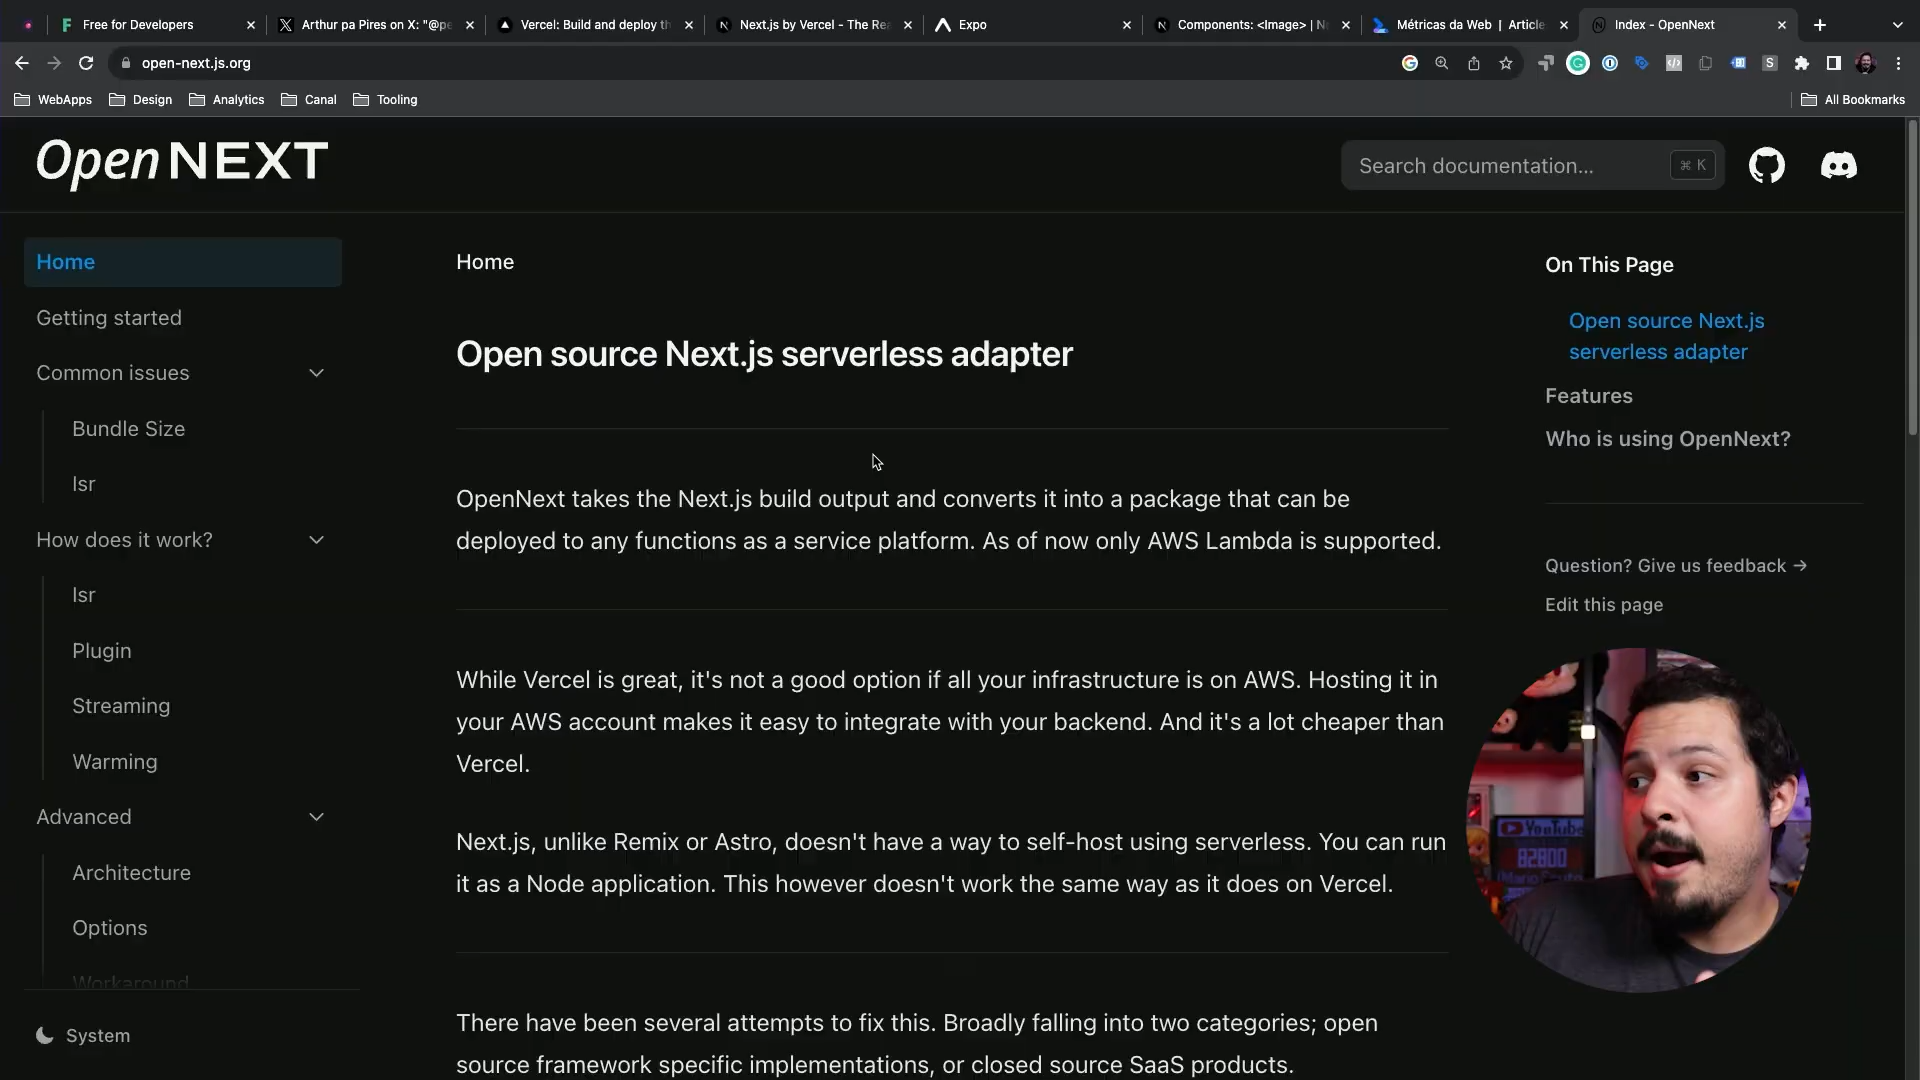 Free for Developers
Arthur pa Pires on X: "@pe
Vercel: Build and deploy th
Next.js by Vercel - The Rea
Expo
Components: <Image> | N
Métricas da Web | Article
Index - OpenNext
open-next.js.org
WebApps
Design
Analytics
Canal
Tooling
All Bookmarks
Open NEXT
Search documentation...
⌘ K
Home
Getting started
Common issues
Bundle Size
Isr
How does it work?
Isr
Plugin
Streaming
Warming
Advanced
Architecture
Options
Workaround
System
Home
Open source Next.js serverless adapter
OpenNext takes the Next.js build output and converts it into a package that can be
deployed to any functions as a service platform. As of now only AWS Lambda is supported.
While Vercel is great, it's not a good option if all your infrastructure is on AWS. Hosting it in
your AWS account makes it easy to integrate with your backend. And it's a lot cheaper than
Vercel.
Next.js, unlike Remix or Astro, doesn't have a way to self-host using serverless. You can run
it as a Node application. This however doesn't work the same way as it does on Vercel.
There have been several attempts to fix this. Broadly falling into two categories; open
source framework specific implementations, or closed source SaaS products.
On This Page
Open source Next.js
serverless adapter
Features
Who is using OpenNext?
Question? Give us feedback →
Edit this page
YouTube
82800